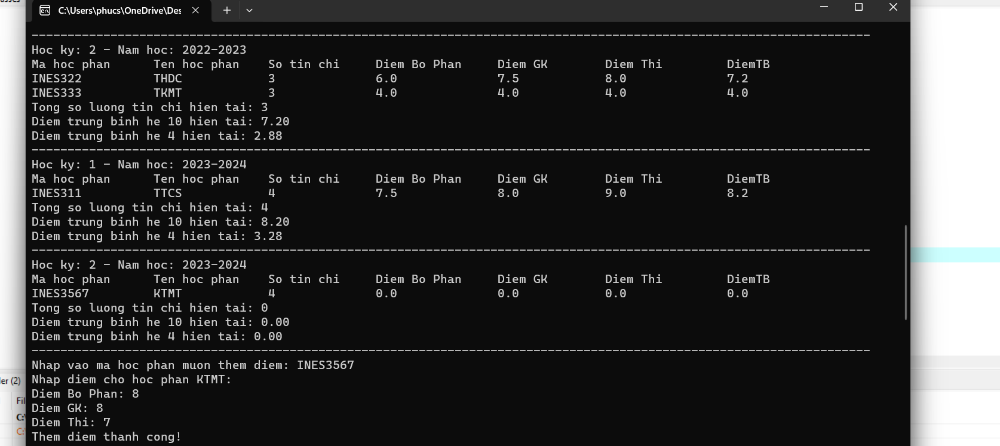 C:\Users\phucs\OneDrive\Des
--------------------------------------------------------------------------------------------------------------------
Hoc ky: 2 - Nam hoc: 2022-2023
Ma hoc phan Ten hoc phan So tin chi Diem Bo Phan Diem GK Diem Thi DiemTB
INES322 THDC 3 6.0 7.5 8.0 7.2
INES333 TKMT 3 4.0 4.0 4.0 4.0
Tong so luong tin chi hien tai: 3
Diem trung binh he 10 hien tai: 7.20
Diem trung binh he 4 hien tai: 2.88
--------------------------------------------------------------------------------------------------------------------
Hoc ky: 1 - Nam hoc: 2023-2024
Ma hoc phan Ten hoc phan So tin chi Diem Bo Phan Diem GK Diem Thi DiemTB
INES311 TTCS 4 7.5 8.0 9.0 8.2
Tong so luong tin chi hien tai: 4
Diem trung binh he 10 hien tai: 8.20
Diem trung binh he 4 hien tai: 3.28
--------------------------------------------------------------------------------------------------------------------
Hoc ky: 2 - Nam hoc: 2023-2024
Ma hoc phan Ten hoc phan So tin chi Diem Bo Phan Diem GK Diem Thi DiemTB
INES3567 KTMT 4 0.0 0.0 0.0 0.0
Tong so luong tin chi hien tai: 0
Diem trung binh he 10 hien tai: 0.00
Diem trung binh he 4 hien tai: 0.00
--------------------------------------------------------------------------------------------------------------------
Nhap vao ma hoc phan muon them diem: INES3567
Nhap diem cho hoc phan KTMT:
Diem Bo Phan: 8
Diem GK: 8
Diem Thi: 7
Them diem thanh cong!
(2)
C:\
C: